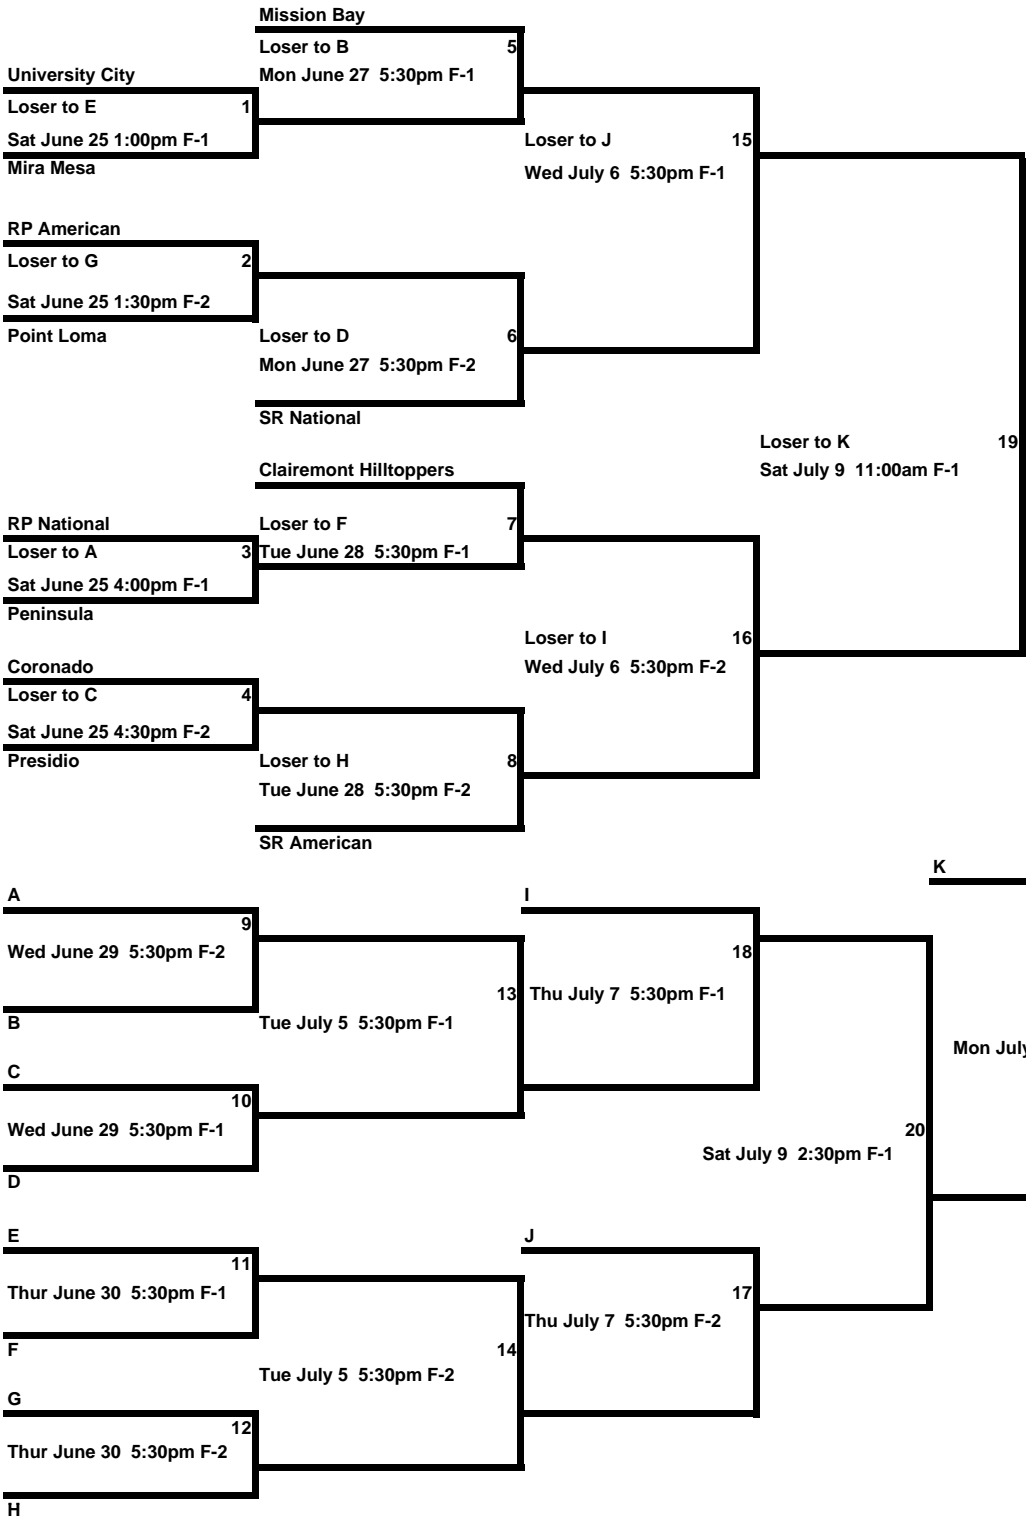 Mission Bay
Loser to B 5
Mon June 27 5:30pm F-1
University City
Loser to E 1
Sat June 25 1:00pm F-1
Mira Mesa
Loser to J 15
Wed July 6 5:30pm F-1
RP American
Loser to G 2
Sat June 25 1:30pm F-2
Point Loma
Loser to D 6
Mon June 27 5:30pm F-2
SR National
Loser to K 19
Sat July 9 11:00am F-1
Clairemont Hilltoppers
RP National
Loser to F 7
Tue June 28 5:30pm F-1
Loser to A 3
Sat June 25 4:00pm F-1
Peninsula
Loser to I 16
Wed July 6 5:30pm F-2
Coronado
Loser to C 4
Sat June 25 4:30pm F-2
Presidio
Loser to H 8
Tue June 28 5:30pm F-2
SR American
K
A
I
9
Wed June 29 5:30pm F-2
18
13 Thu July 7 5:30pm F-1
B
Tue July 5 5:30pm F-1
Mon July
C
10
Wed June 29 5:30pm F-1
20
Sat July 9 2:30pm F-1
D
E
J
11
Thur June 30 5:30pm F-1
17
Thu July 7 5:30pm F-2
F
14
Tue July 5 5:30pm F-2
G
12
Thur June 30 5:30pm F-2
H